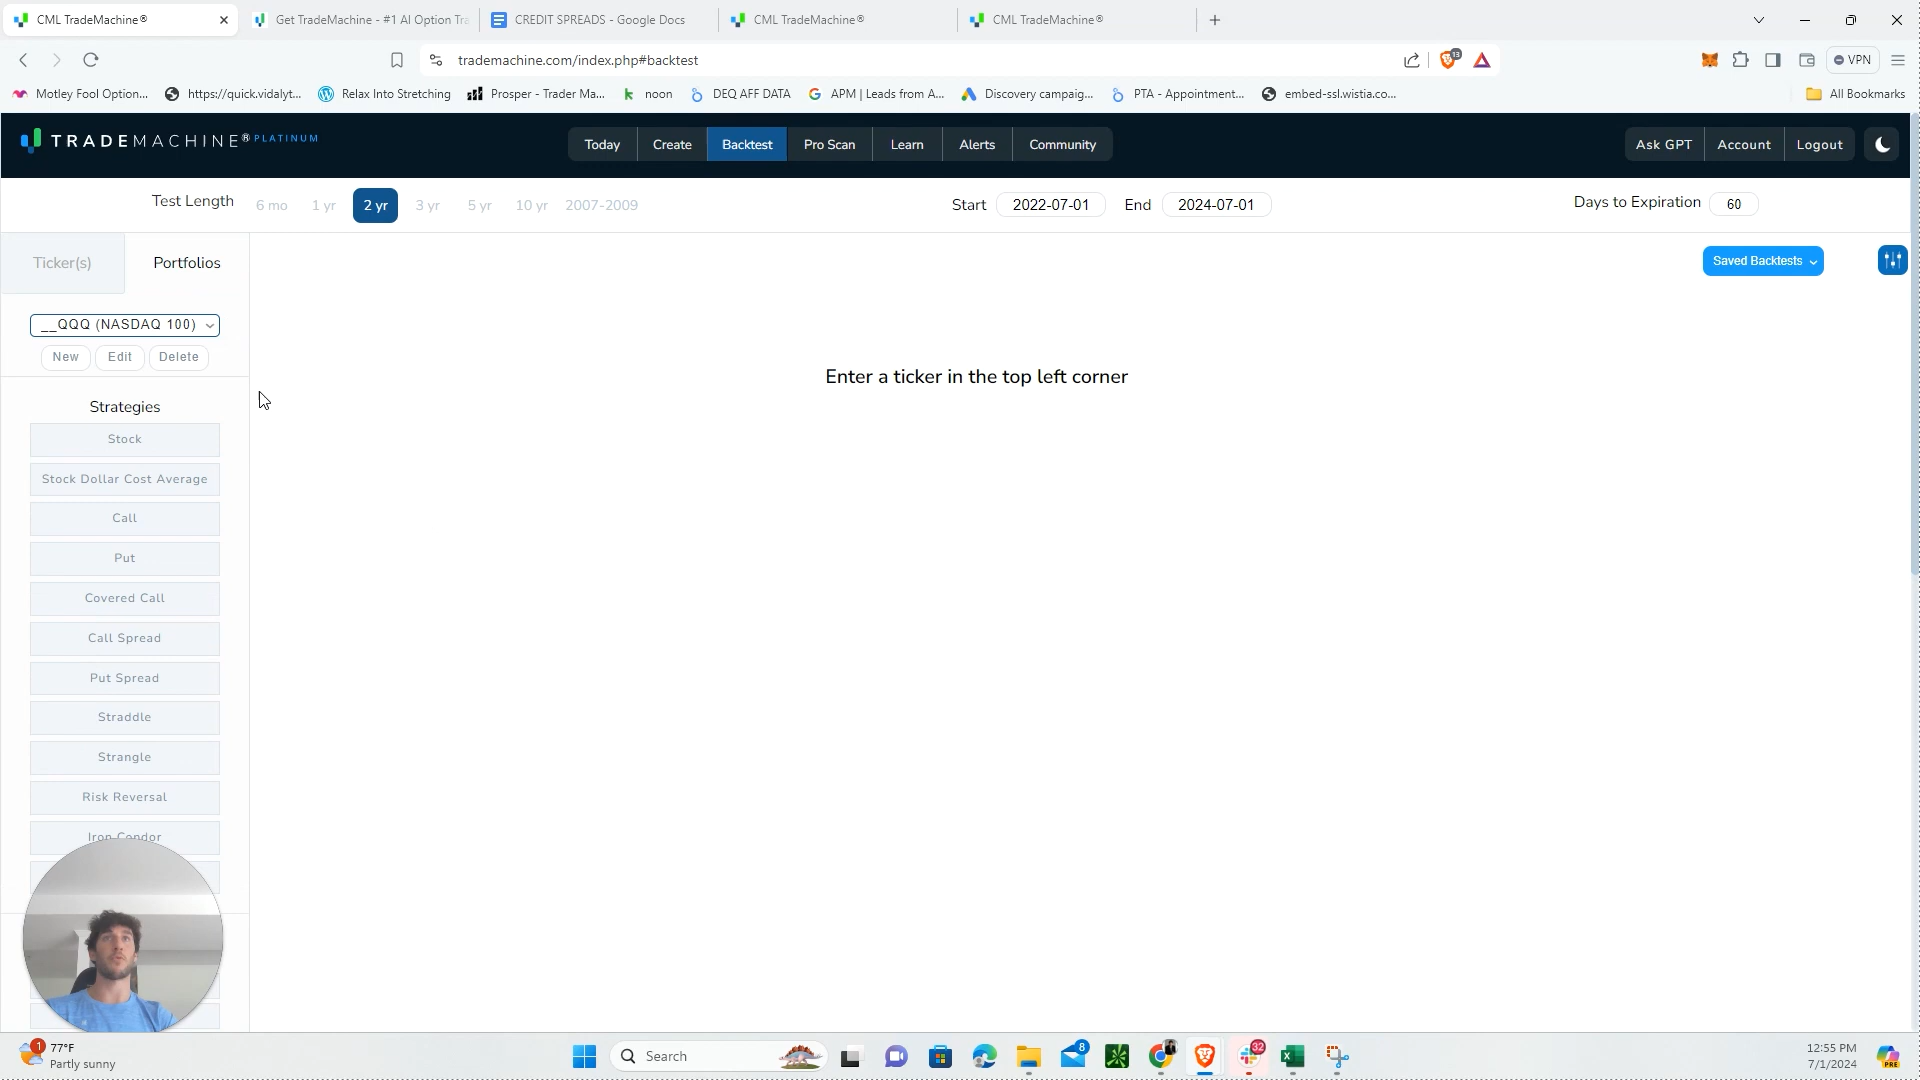 CML TradeMachine®
Get TradeMachine - #1 AI Option Tra
CREDIT SPREADS - Google Docs
CML TradeMachine®
CML TradeMachine®
trademachine.com/index.php#backtest
13
VPN
Motley Fool Option...
https://quick.vidalyt...
Relax Into Stretching
Prosper - Trader Ma...
noon
DEQ AFF DATA
APM | Leads from A...
Discovery campaig...
PTA - Appointment...
embed-ssl.wistia.co...
All Bookmarks
TRADEMACHINE® PLATINUM
Today
Create
Backtest
Pro Scan
Learn
Alerts
Community
Ask GPT
Account
Logout
Test Length
6 mo
1 yr
2 yr
3 yr
5 yr
10 yr
2007-2009
Start
2022-07-01
End
2024-07-01
Days to Expiration
60
Ticker(s)
Portfolios
Saved Backtests
__QQQ (NASDAQ 100)
New
Edit
Delete
Enter a ticker in the top left corner
Strategies
Stock
Stock Dollar Cost Average
Call
Put
Covered Call
Call Spread
Put Spread
Straddle
Strangle
Risk Reversal
Iron Condor
1
77°F
Partly sunny
Search
8
32
12:55 PM
7/1/2024
PRE